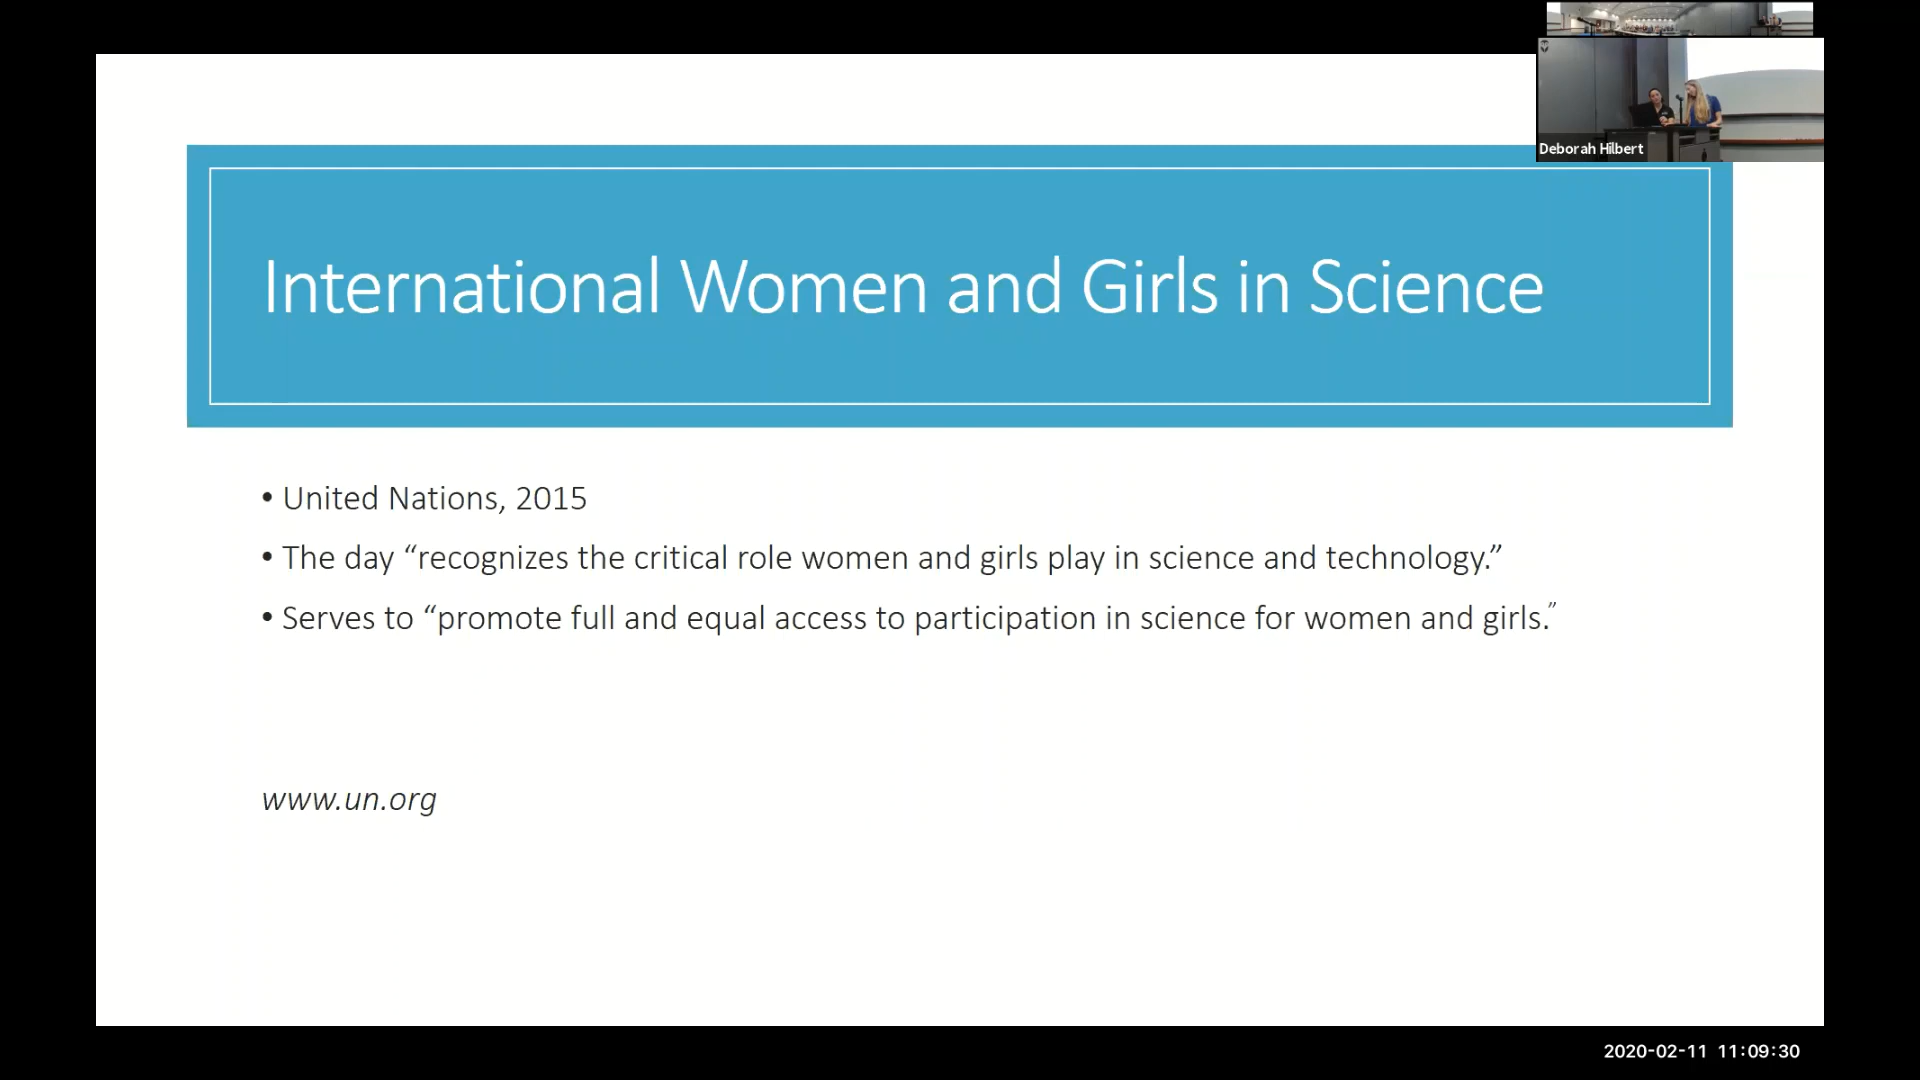 Deborah Hilbert
International Women and Girls in Science
• United Nations, 2015
• The day “recognizes the critical role women and girls play in science and technology.”
• Serves to “promote full and equal access to participation in science for women and girls.”
www.un.org
2020-02-11 11:09:30